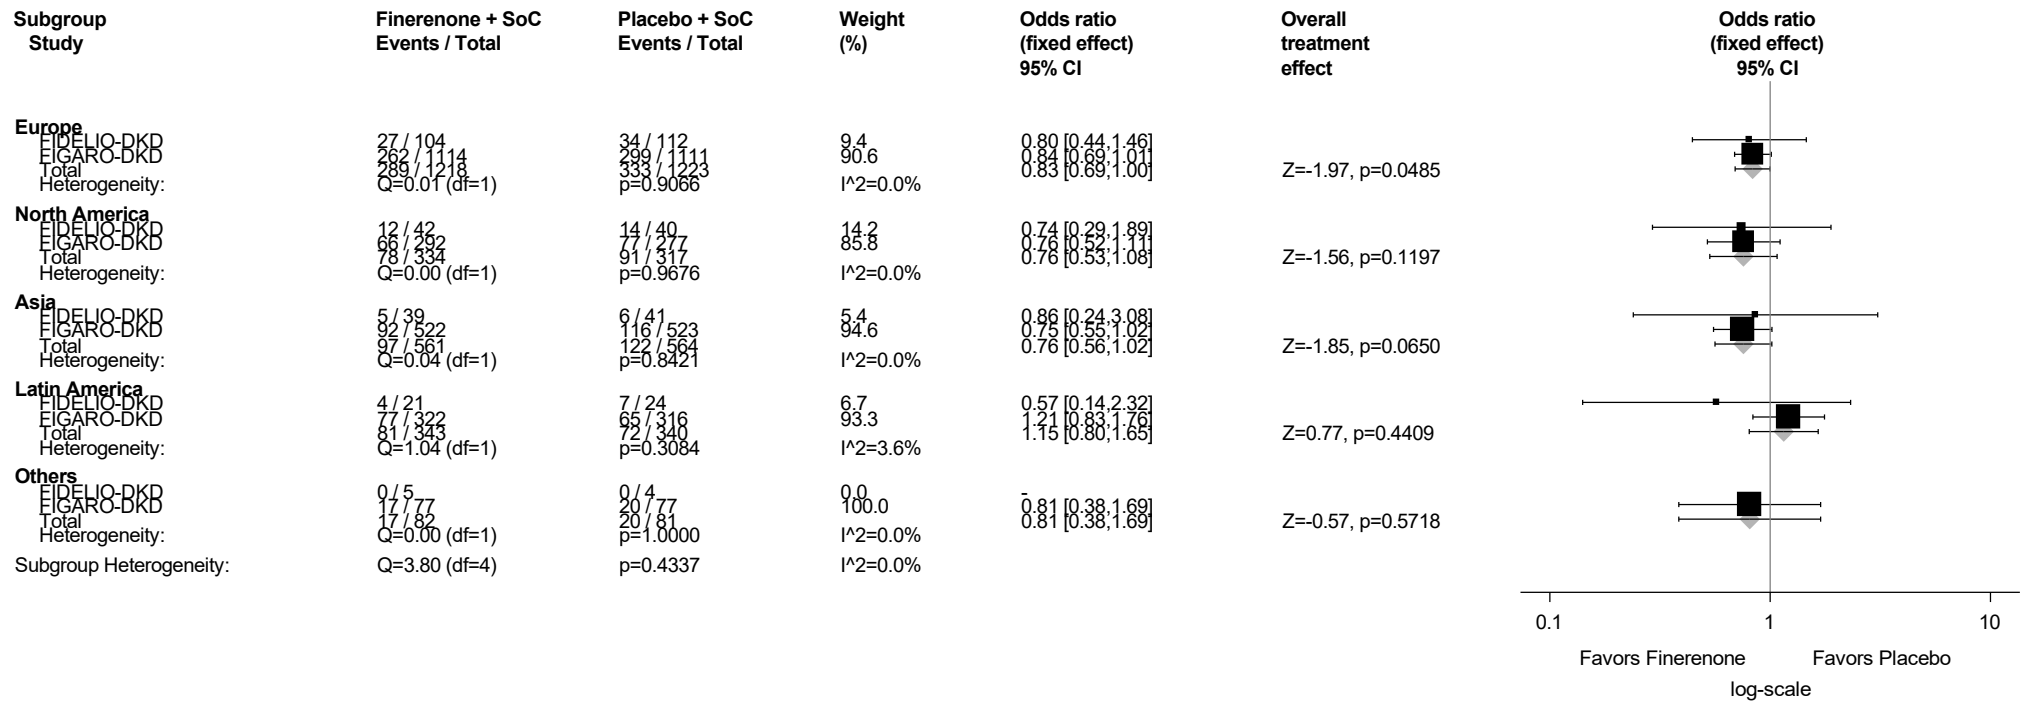 Subgroup Finerenone + SoC Placebo + SoC Weight Odds ratio Overall Odds ratio
Study Events / Total Events / Total (%) (fixed effect) treatment (fixed effect)
95% CI effect 95% CI
Europe
FIDELIO-DKD 27 / 104 34 / 112 9.4 0.80 [0.44,1.46]
FIGARO-DKD 262 / 1114 299 / 1111 90.6 0.84 [0.69,1.01]
Total 289 / 1218 333 / 1223 0.83 [0.69,1.00] Z=-1.97, p=0.0485
Heterogeneity: Q=0.01 (df=1) p=0.9066 I^2=0.0%
North America
FIDELIO-DKD 12 / 42 14 / 40 14.2 0.74 [0.29,1.89]
FIGARO-DKD 66 / 292 77 / 277 85.8 0.76 [0.52,1.11]
Total 78 / 334 91 / 317 0.76 [0.53,1.08] Z=-1.56, p=0.1197
Heterogeneity: Q=0.00 (df=1) p=0.9676 I^2=0.0%
Asia
FIDELIO-DKD 5 / 39 6 / 41 5.4 0.86 [0.24,3.08]
FIGARO-DKD 92 / 522 116 / 523 94.6 0.75 [0.55,1.02]
Total 97 / 561 122 / 564 0.76 [0.56,1.02] Z=-1.85, p=0.0650
Heterogeneity: Q=0.04 (df=1) p=0.8421 I^2=0.0%
Latin America
FIDELIO-DKD 4 / 21 7 / 24 6.7 0.57 [0.14,2.32]
FIGARO-DKD 77 / 322 65 / 316 93.3 1.21 [0.83,1.76]
Total 81 / 343 72 / 340 1.15 [0.80,1.65] Z=0.77, p=0.4409
Heterogeneity: Q=1.04 (df=1) p=0.3084 I^2=3.6%
Others
FIDELIO-DKD 0 / 5 0 / 4 0.0 -
FIGARO-DKD 17 / 77 20 / 77 100.0 0.81 [0.38,1.69]
Total 17 / 82 20 / 81 0.81 [0.38,1.69] Z=-0.57, p=0.5718
Heterogeneity: Q=0.00 (df=1) p=1.0000 I^2=0.0%
Subgroup Heterogeneity: Q=3.80 (df=4) p=0.4337 I^2=0.0%
0.1 1 10
Favors Finerenone Favors Placebo
log-scale